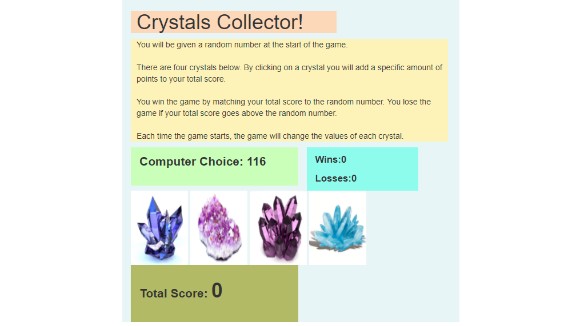 Crystals Collector!
You will be given a random number at the start of the game.
There are four crystals below. By clicking on a crystal you will add a specific amount of
points to your total score.
You win the game by matching your total score to the random number. You lose the
game if your total score goes above the random number.
Each time the game starts, the game will change the values of each crystal.
Computer Choice: 116
Wins:0
Losses:0
Total Score: 0